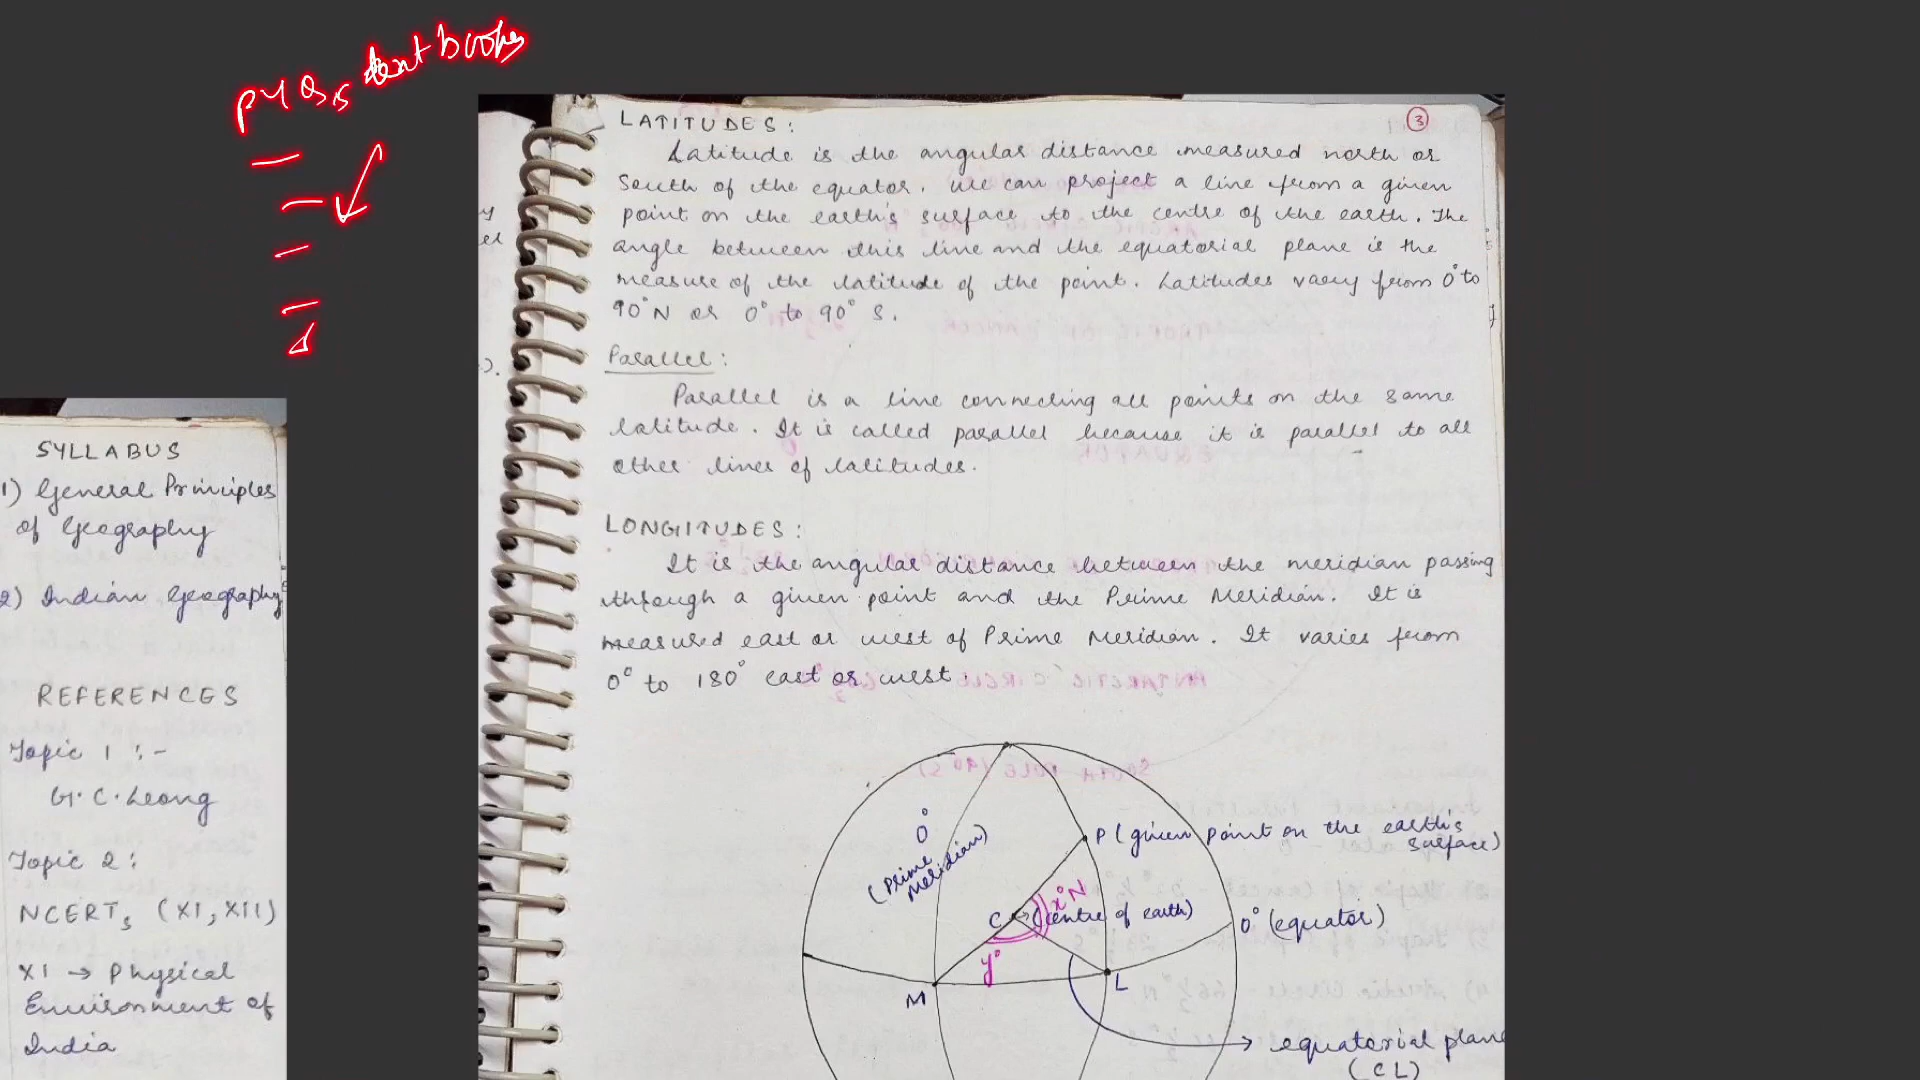 PYQs, textbooks
SYLLABUS
1) General Principles
of Geography
2) Indian Geography
REFERENCES
Topic 1 :-
G. C. Leong
Topic 2 :
NCERTs (XI, XII)
XI → Physical
Environment of
India
3
LATITUDES :
Latitude is the angular distance measured north or
South of the equator. We can project a line from a given
point on the earth's surface to the centre of the earth. The
angle between this line and the equatorial plane is the
measure of the latitude of the point. Latitudes vary from 0° to
90° N or 0° to 90° S.
Parallel :
Parallel is a line connecting all points on the same
latitude. It is called parallel because it is parallel to all
other lines of latitudes.
LONGITUDES :
It is the angular distance between the meridian passing
through a given point and the Prime Meridian. It is
measured east or west of Prime Meridian. It varies from
0° to 180° east or west.
0°
(Prime
Meridian)
P (given point on the earth's
surface)
x° N
C (centre of earth)
0° (equator)
y°
M
L
equatorial plane
(CL)